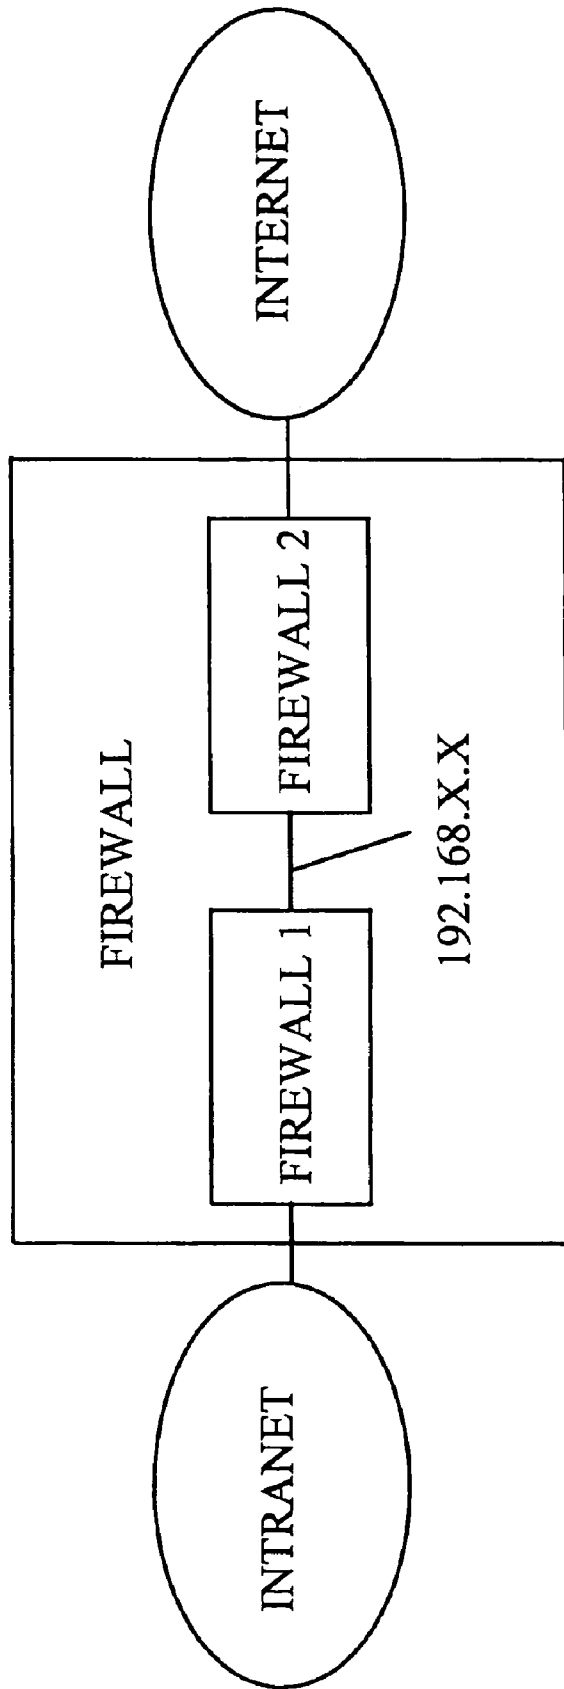 FIREWALL
INTRANET
FIREWALL 1
FIREWALL 2
INTERNET
192.168.X.X